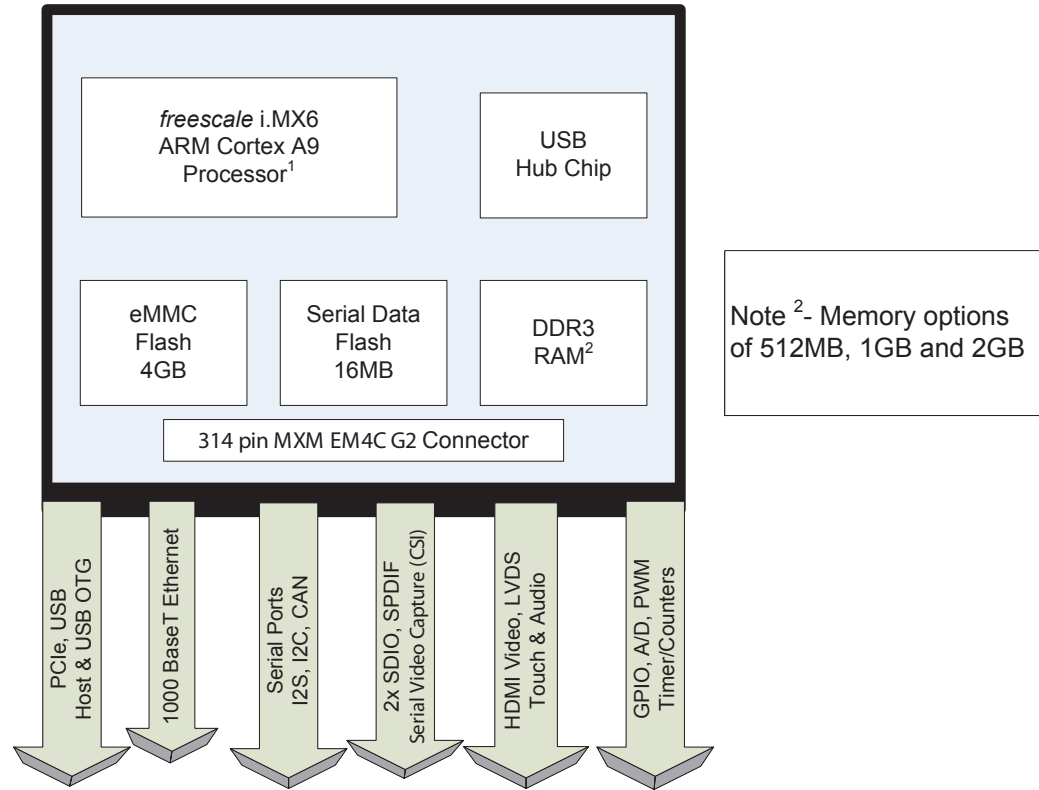 freescale i.MX6
ARM Cortex A9
Processor¹
USB
Hub Chip
eMMC
Flash
4GB
Serial Data
Flash
16MB
DDR3
RAM²
Note ²- Memory options
of 512MB, 1GB and 2GB
314 pin MXM EM4C G2 Connector
PCIe, USB
Host & USB OTG
1000 BaseT Ethernet
Serial Ports
I2S, I2C, CAN
2x SDIO, SPDIF
Serial Video Capture (CSI)
HDMI Video, LVDS
Touch & Audio
GPIO, A/D, PWM
Timer/Counters